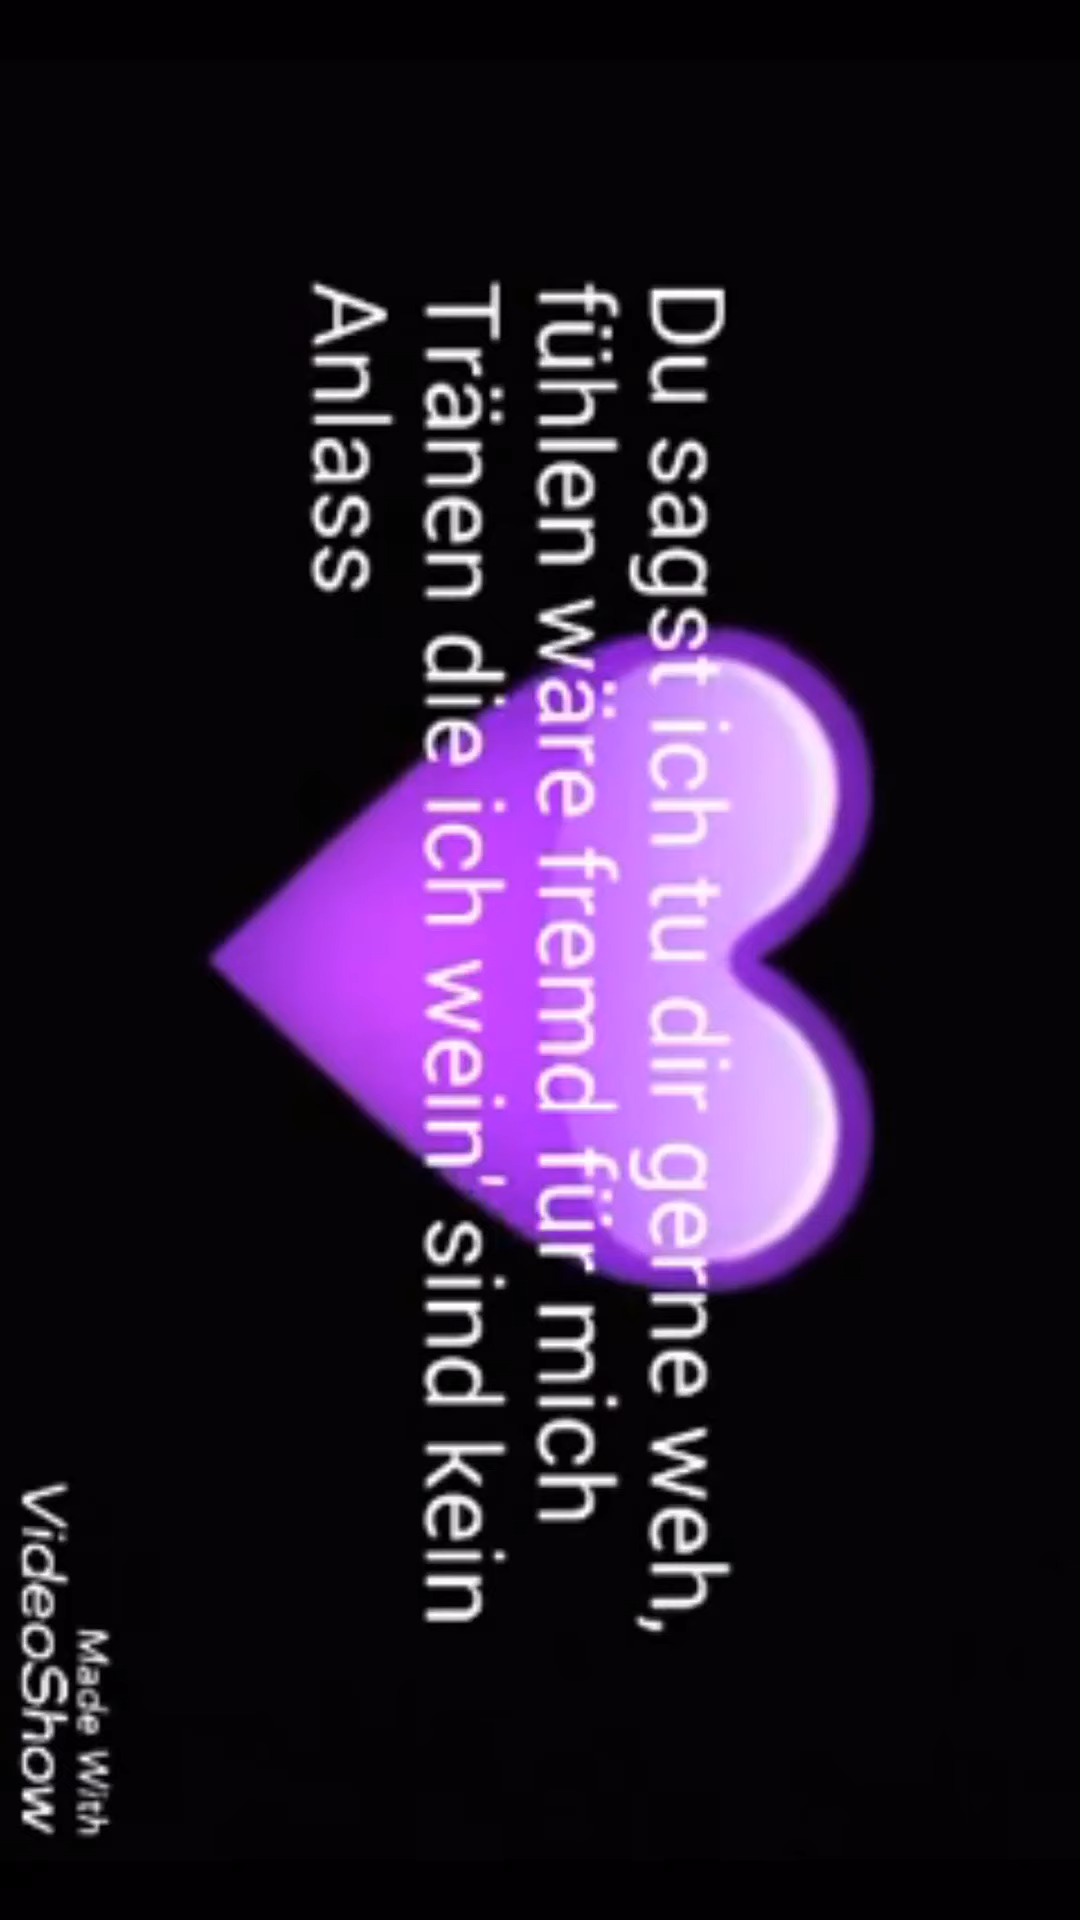 Du sagst ich tu dir gerne weh,
fühlen wäre fremd für mich
Tränen die ich wein' sind kein
Anlass
Made With
VideoShow